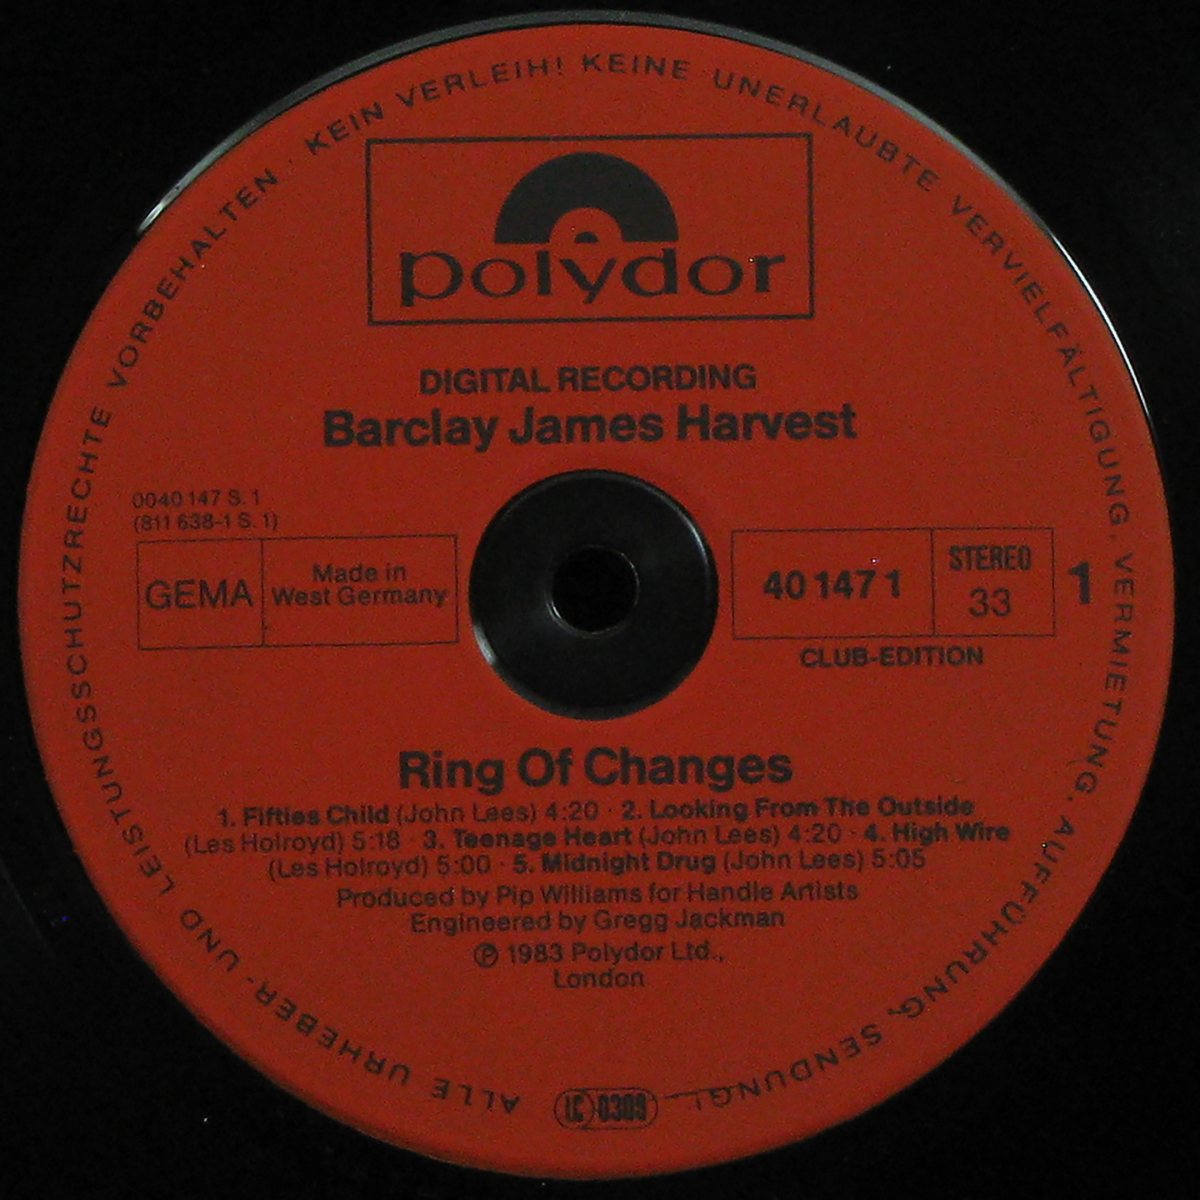 ALLE URHEBER- UND LEISTUNGSSCHUTZRECHTE VORBEHALTEN · KEIN VERLEIH! KEINE UNERLAUBTE VERVIELFÄLTIGUNG, VERMIETUNG, AUFFÜHRUNG, SENDUNG!
polydor
DIGITAL RECORDING
Barclay James Harvest
0040 147 S. 1
(811 638-1 S. 1)
GEMA
Made in
West Germany
40 147 1
STEREO
33
1
CLUB-EDITION
Ring Of Changes
1. Fifties Child (John Lees) 4:20 · 2. Looking From The Outside
(Les Holroyd) 5:18 · 3. Teenage Heart (John Lees) 4:20 · 4. High Wire
(Les Holroyd) 5:00 · 5. Midnight Drug (John Lees) 5:05
Produced by Pip Williams for Handle Artists
Engineered by Gregg Jackman
℗ 1983 Polydor Ltd.,
London
LC 0309